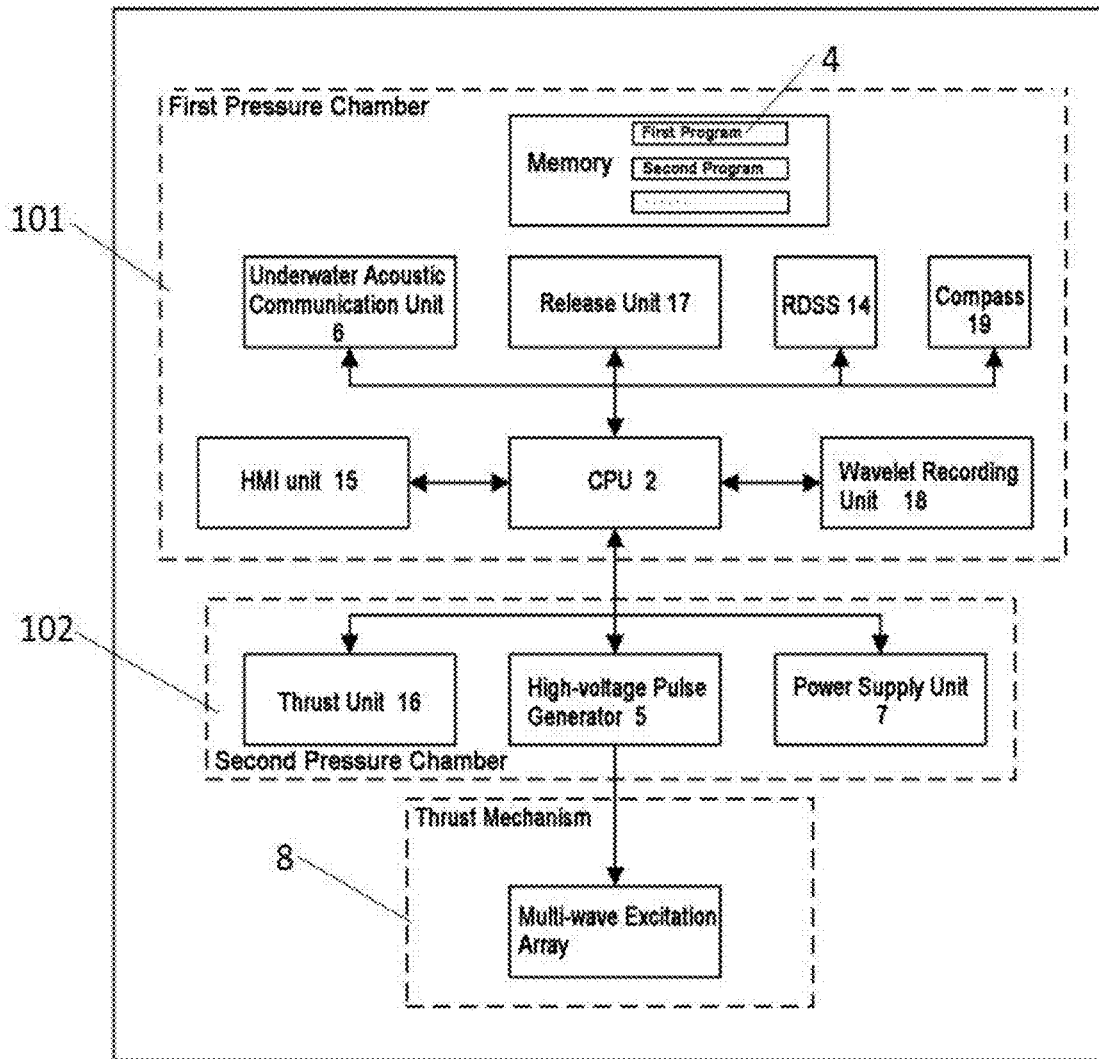 4
First Pressure Chamber
First Program
Memory
Second Program
......
101
Underwater Acoustic
Communication Unit
6
Release Unit 17
RDSS 14
Compass
19
HMI unit 15
CPU 2
Wavelet Recording
Unit 18
102
Thrust Unit 16
High-voltage Pulse
Generator 5
Power Supply Unit
7
Second Pressure Chamber
Thrust Mechanism
8
Multi-wave Excitation
Array